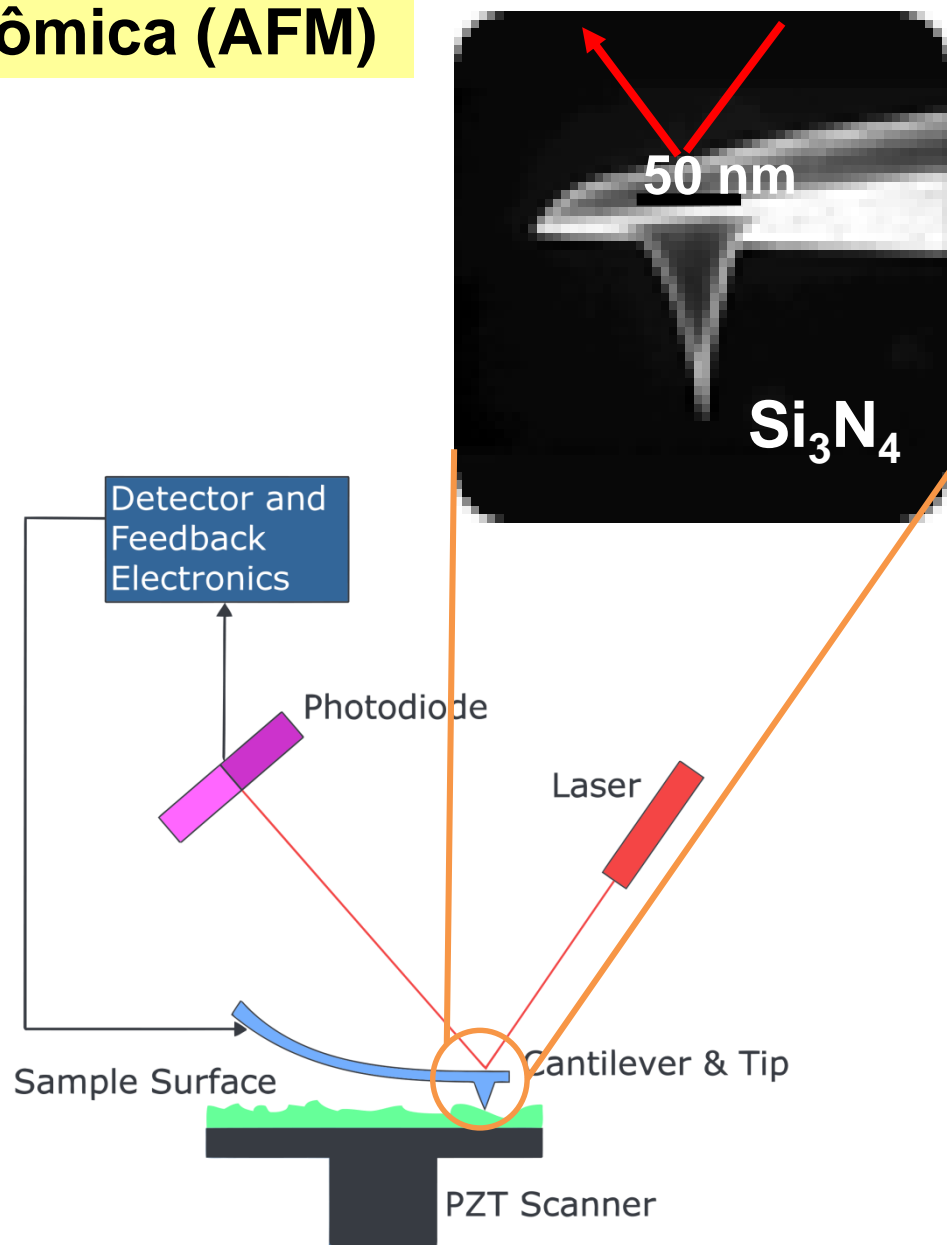 ômica (AFM)
50 nm
Si₃N₄
Detector and
Feedback
Electronics
Photodiode
Laser
Cantilever & Tip
Sample Surface
PZT Scanner